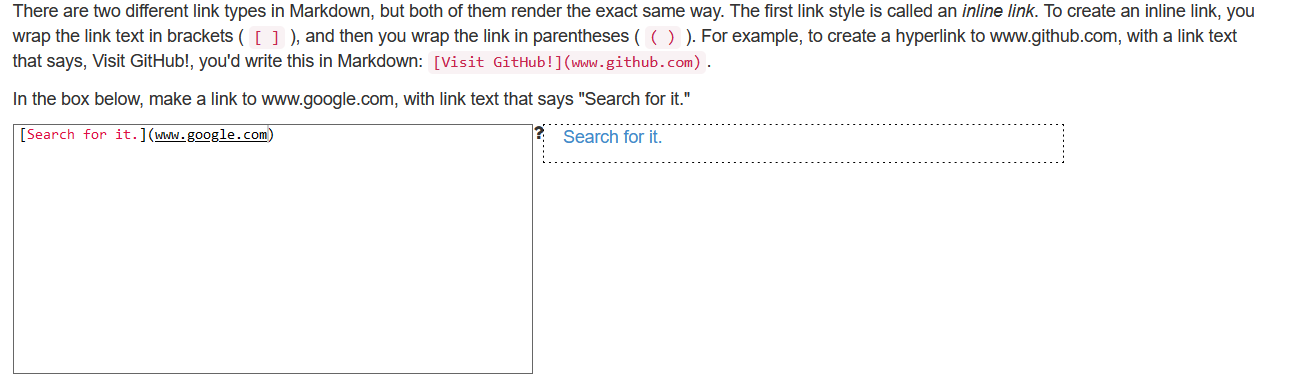 There are two different link types in Markdown, but both of them render the exact same way. The first link style is called an inline link. To create an inline link, you
wrap the link text in brackets ( [ ] ), and then you wrap the link in parentheses ( ( ) ). For example, to create a hyperlink to www.github.com, with a link text
that says, Visit GitHub!, you'd write this in Markdown: [Visit GitHub!](www.github.com) .
In the box below, make a link to www.google.com, with link text that says "Search for it."
[Search for it.](www.google.com)
?
Search for it.